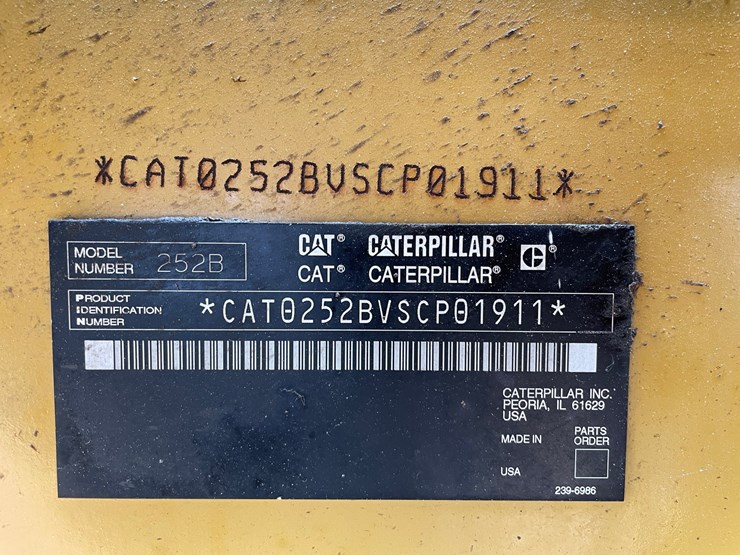 *CAT0252BVSCP01911*
MODEL NUMBER 252B
CAT® CATERPILLAR®
CAT® CATERPILLAR®
PRODUCT IDENTIFICATION NUMBER *CAT0252BVSCP01911*
CATERPILLAR INC.
PEORIA, IL 61629
USA
MADE IN
PARTS ORDER
USA
239-6986